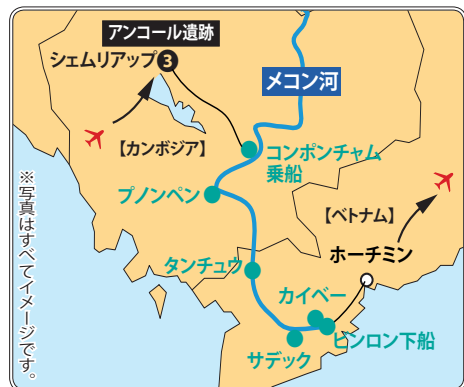 アンコール遺跡
シェムリアップ3
メコン河
【カンボジア】
コンポンチャム
乗船
プノンペン
【ベトナム】
ホーチミン
タンチュウ
カイベー
ビンロン下船
サデック
※写真はすべてイメージです。